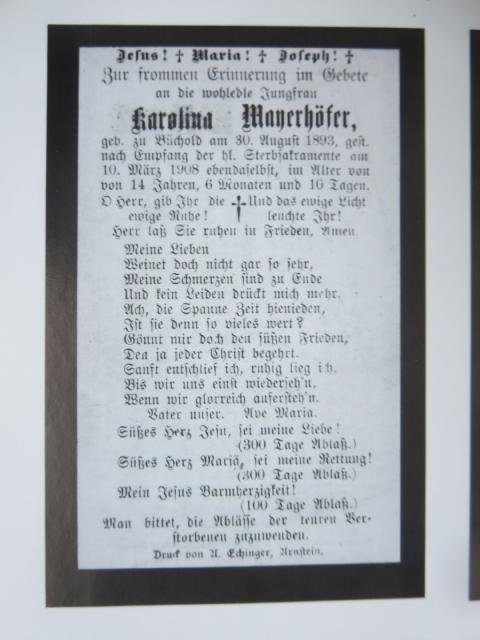 Jesus! † Maria! † Joseph! †
Zur frommen Erinnerung im Gebete
an die wohledle Jungfrau
Karolina Mayerhöfer,
geb. zu Büchold am 30. August 1893, gest.
nach Empfang der hl. Sterbsakramente am
10. März 1908 ebendaselbst, im Alter von
von 14 Jahren, 6 Monaten und 10 Tagen.
O Herr, gib Ihr die † Und das ewige Licht
ewige Ruhe! leuchte Ihr!
Herr laß Sie ruhen in Frieden, Amen.
Meine Lieben
Weinet doch nicht gar so sehr,
Meine Schmerzen sind zu Ende
Und kein Leiden drückt mich mehr.
Ach, die Spanne Zeit hienieden,
Ist sie denn so vieles wert?
Gönnt mir doch den süßen Frieden,
Den ja jeder Christ begehrt.
Sanft entschlief ich, ruhig lieg ich,
Bis wir uns einst wiederseh'n,
Wenn wir glorreich aufersteh'n.
Vater unser. Ave Maria.
Süßes Herz Jesu, sei meine Liebe!
(300 Tage Ablaß.)
Süßes Herz Mariä, sei meine Rettung!
(300 Tage Ablaß.)
Mein Jesus Barmherzigkeit!
(100 Tage Ablaß.)
Man bittet, die Ablässe der teuren Ver-
storbenen zuzuwenden.
Druck von A. Echinger, Arnstein.